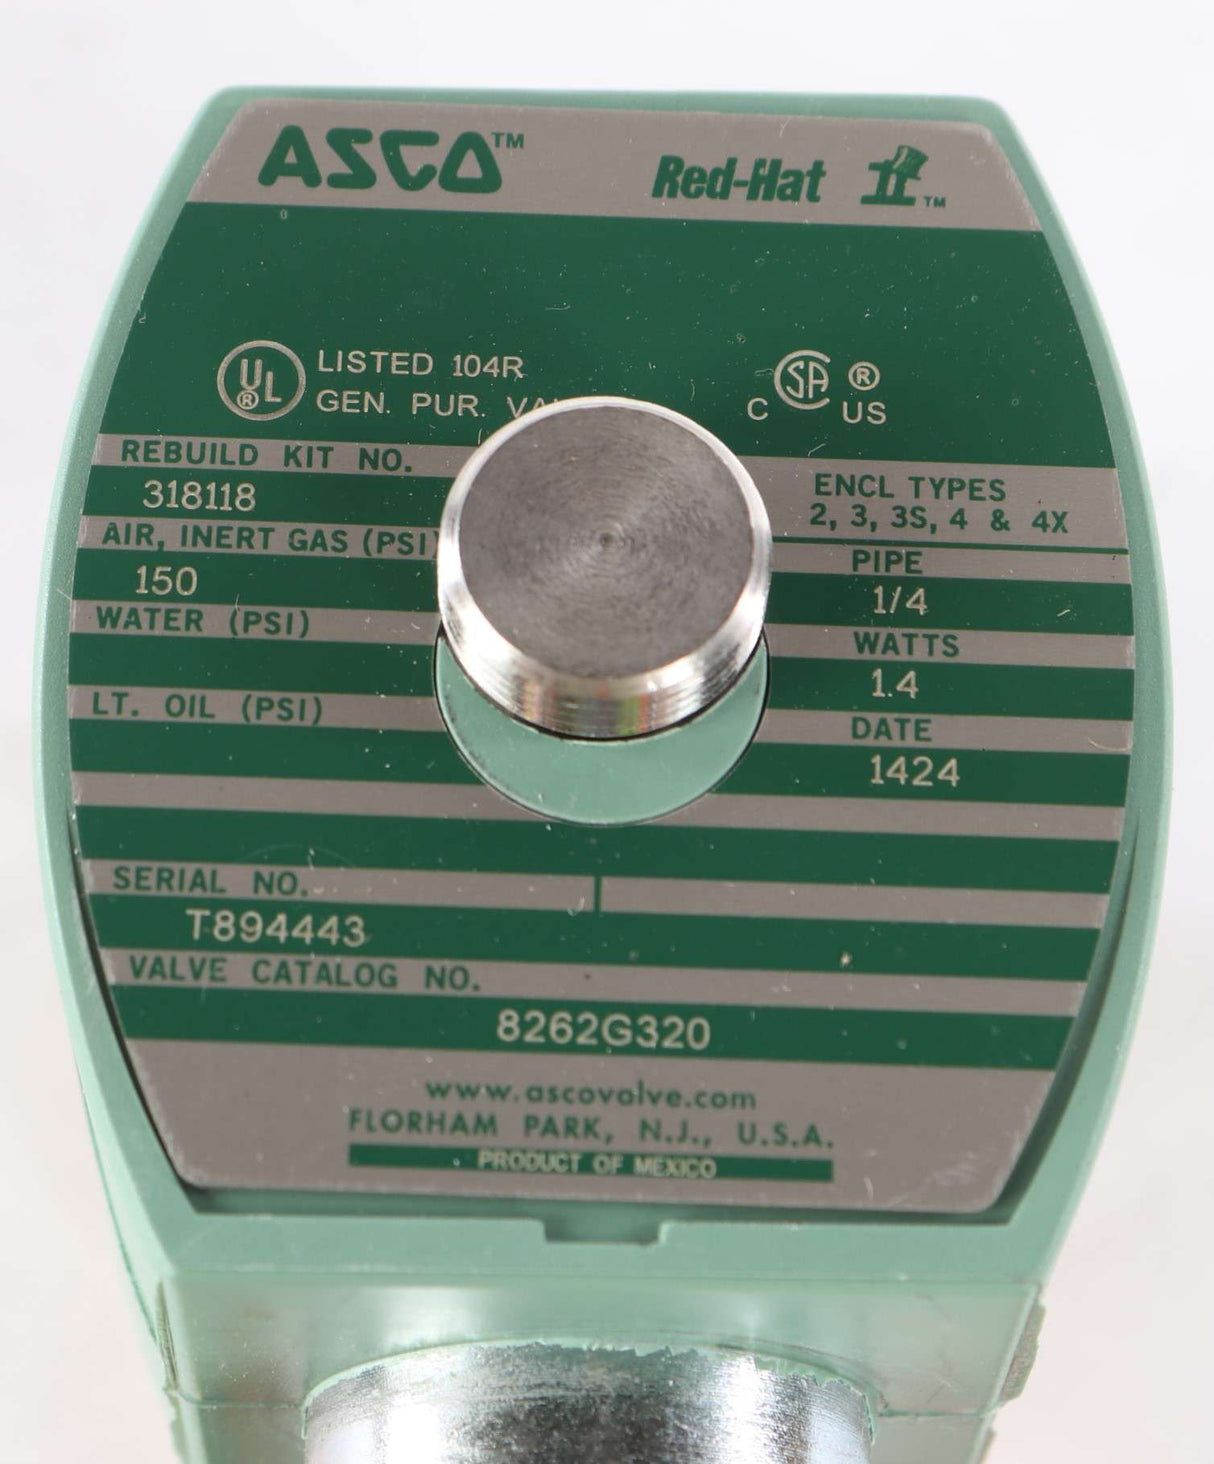 ASCO™ Red-Hat II™
UL® LISTED 104R
GEN. PUR.
C SA® US
REBUILD KIT NO.
318118
AIR, INERT GAS (PSI)
150
WATER (PSI)
LT. OIL (PSI)
ENCL TYPES
2, 3, 3S, 4 & 4X
PIPE
1/4
WATTS
1.4
DATE
1424
SERIAL NO.
T894443
VALVE CATALOG NO.
8262G320
www.ascovalve.com
FLORHAM PARK, N.J., U.S.A.
PRODUCT OF MEXICO